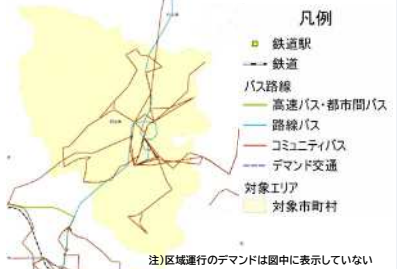 凡例
鉄道駅
鉄道
バス路線
高速バス・都市間バス
路線バス
コミュニティバス
デマンド交通
対象エリア
対象市町村
注)区域運行のデマンドは図中に表示していない